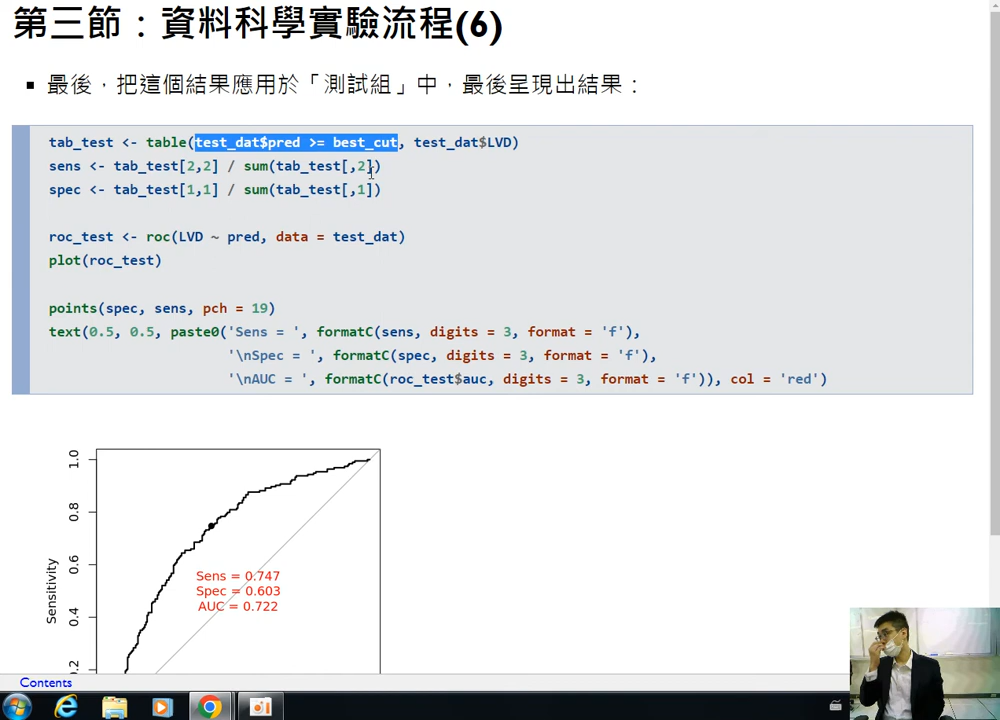 第三節：資料科學實驗流程(6)
▪ 最後，把這個結果應用於「測試組」中，最後呈現出結果：
tab_test <- table(test_dat$pred >= best_cut, test_dat$LVD)
sens <- tab_test[2,2] / sum(tab_test[,2])
spec <- tab_test[1,1] / sum(tab_test[,1])
roc_test <- roc(LVD ~ pred, data = test_dat)
plot(roc_test)
points(spec, sens, pch = 19)
text(0.5, 0.5, paste0('Sens = ', formatC(sens, digits = 3, format = 'f'),
'\nSpec = ', formatC(spec, digits = 3, format = 'f'),
'\nAUC = ', formatC(roc_test$auc, digits = 3, format = 'f')), col = 'red')
1.0
0.8
0.6
0.4
0.2
Sensitivity
Sens = 0.747
Spec = 0.603
AUC = 0.722
Contents